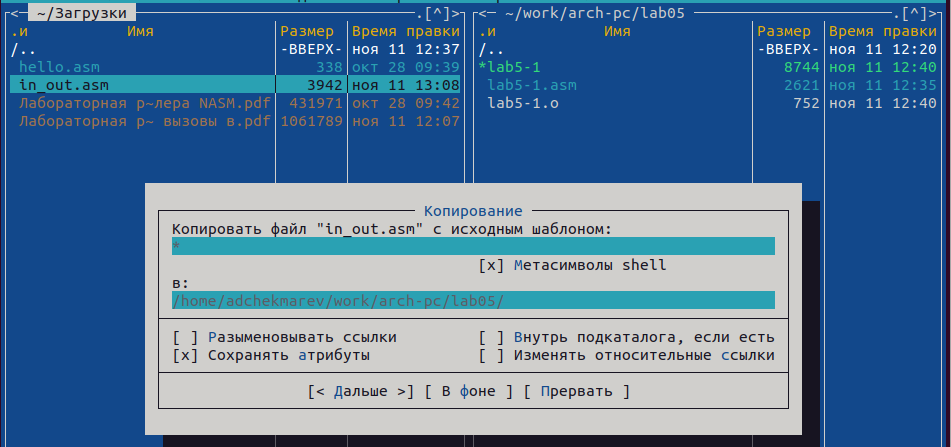 <─ ~/Загрузки .[^]>
.и Имя Размер Время правки
/.. -ВВЕРХ- ноя 11 12:37
hello.asm 338 окт 28 09:39
in_out.asm 3942 ноя 11 13:08
Лабораторная р~лера NASM.pdf 431971 окт 28 09:42
Лабораторная р~ вызовы в.pdf 1061789 ноя 11 12:07
<─ ~/work/arch-pc/lab05 .[^]>
.и Имя Размер Время правки
/.. -ВВЕРХ- ноя 11 12:20
*lab5-1 8744 ноя 11 12:40
lab5-1.asm 2621 ноя 11 12:35
lab5-1.o 752 ноя 11 12:40
Копирование
Копировать файл "in_out.asm" с исходным шаблоном:
*
[x] Метасимволы shell
в:
/home/adchekmarev/work/arch-pc/lab05/
[ ] Разыменовывать ссылки [ ] Внутрь подкаталога, если есть
[x] Сохранять атрибуты [ ] Изменять относительные ссылки
[< Дальше >] [ В фоне ] [ Прервать ]